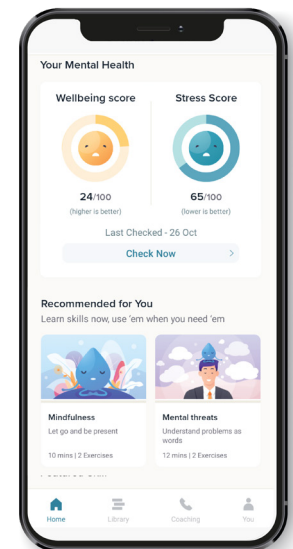 Your Mental Health
Wellbeing score
Stress Score
24/100
65/100
(higher is better)
(lower is better)
Last Checked - 26 Oct
Check Now
Recommended for You
Learn skills now, use 'em when you need 'em
Mindfulness
Let go and be present
10 mins | 2 Exercises
Mental threats
Understand problems as
words
12 mins | 2 Exercises
Home
Library
Coaching
You